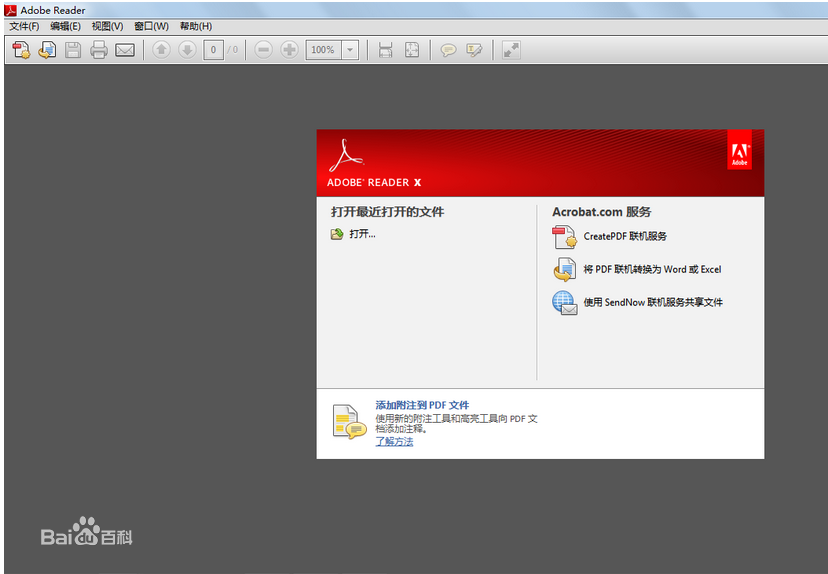 Adobe Reader
文件(F) 编辑(E) 视图(V) 窗口(W) 帮助(H)
0 / 0 100%
Adobe
ADOBE® READER X
打开最近打开的文件
打开...
Acrobat.com 服务
CreatePDF 联机服务
将 PDF 联机转换为 Word 或 Excel
使用 SendNow 联机服务共享文件
添加附注到 PDF 文件
使用新的附注工具和高亮工具向 PDF 文
档添加注释。
了解方法
Baidu百科